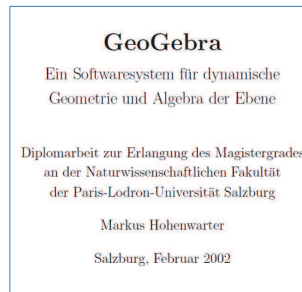 GeoGebra
Ein Softwaresystem für dynamische
Geometrie und Algebra der Ebene
Diplomarbeit zur Erlangung des Magistergrades
an der Naturwissenschaftlichen Fakultät
der Paris-Lodron-Universität Salzburg
Markus Hohenwarter
Salzburg, Februar 2002